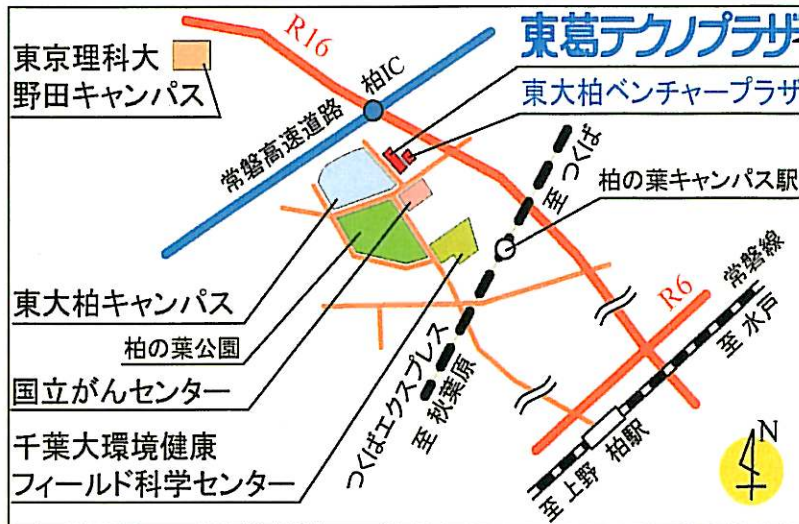 東京理科大
野田キャンパス
R16
柏IC
常磐高速道路
東葛テクノプラザ
東大柏ベンチャープラザ
至 つくば
柏の葉キャンパス駅
常磐線
R6
至 水戸
東大柏キャンパス
柏の葉公園
国立がんセンター
千葉大環境健康
フィールド科学センター
つくばエクスプレス
至 秋葉原
至 上野
柏駅
N